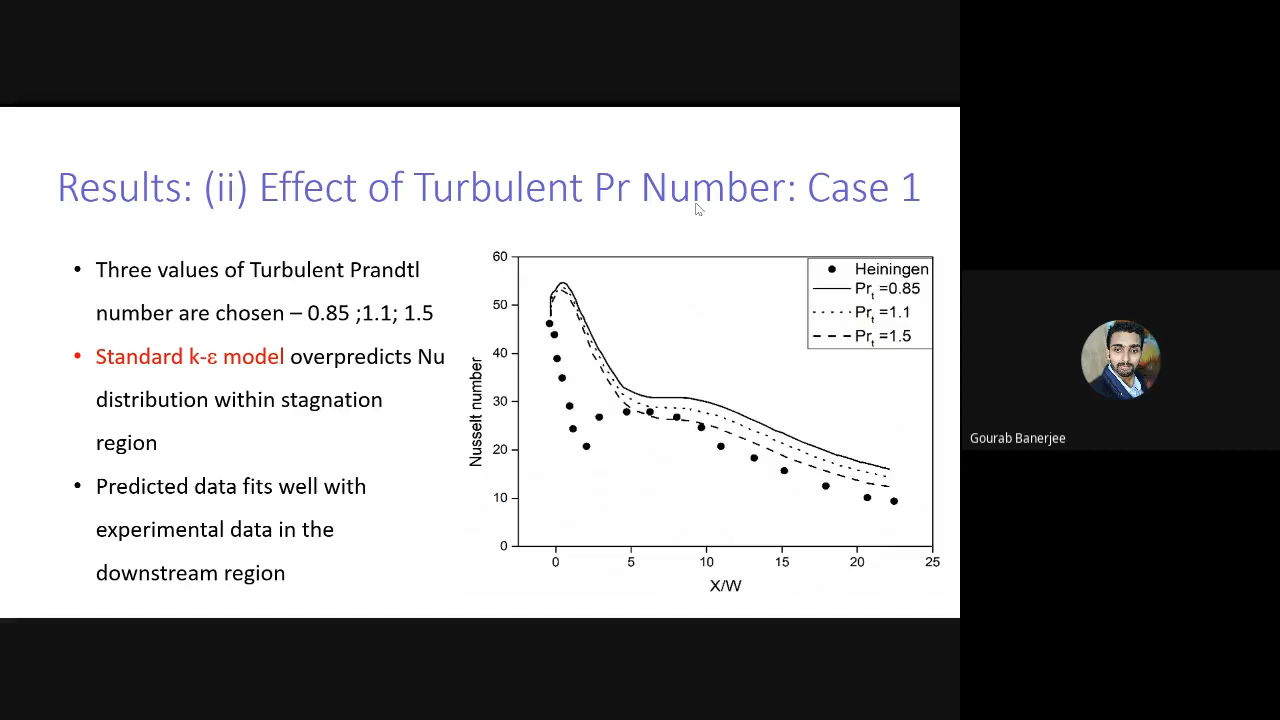 Results: (ii) Effect of Turbulent Pr Number: Case 1
• Three values of Turbulent Prandtl
number are chosen – 0.85 ;1.1; 1.5
• Standard k-ε model overpredicts Nu
distribution within stagnation
region
• Predicted data fits well with
experimental data in the
downstream region
60
50
40
30
20
10
0
Nusselt number
Heiningen
Prt =0.85
Prt =1.1
Prt =1.5
0 5 10 15 20 25
X/W
Gourab Banerjee